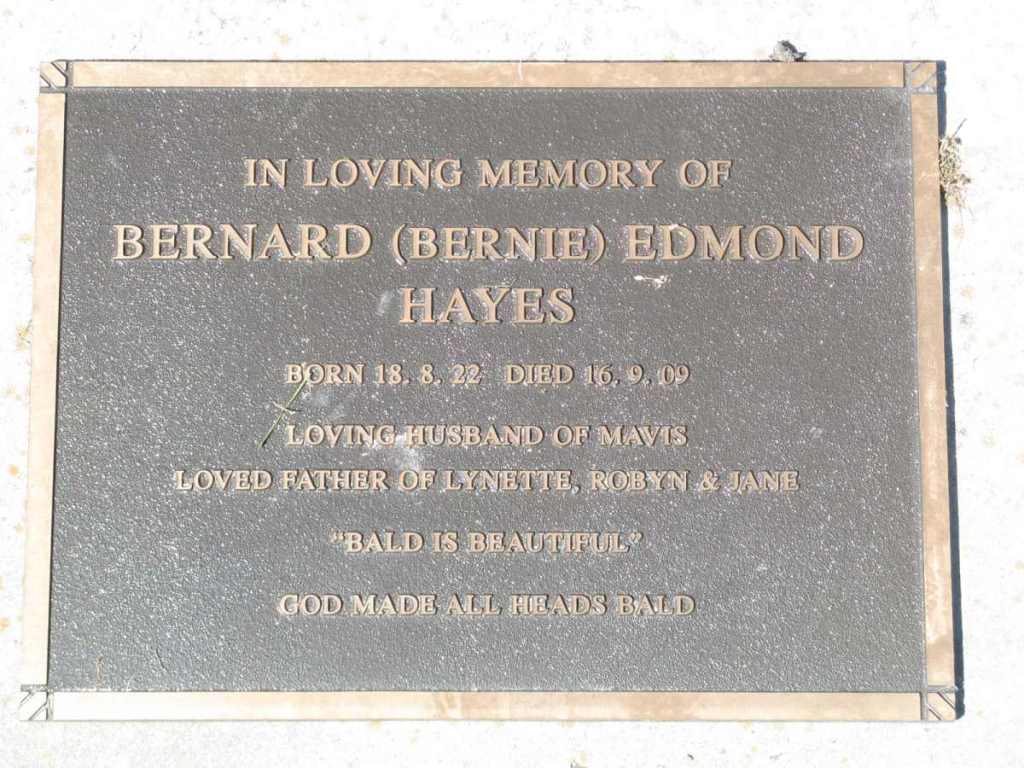 IN LOVING MEMORY OF
BERNARD (BERNIE) EDMOND
HAYES
BORN 18. 8. 22 DIED 16. 9. 09
LOVING HUSBAND OF MAVIS
LOVED FATHER OF LYNETTE, ROBYN & JANE
"BALD IS BEAUTIFUL"
GOD MADE ALL HEADS BALD